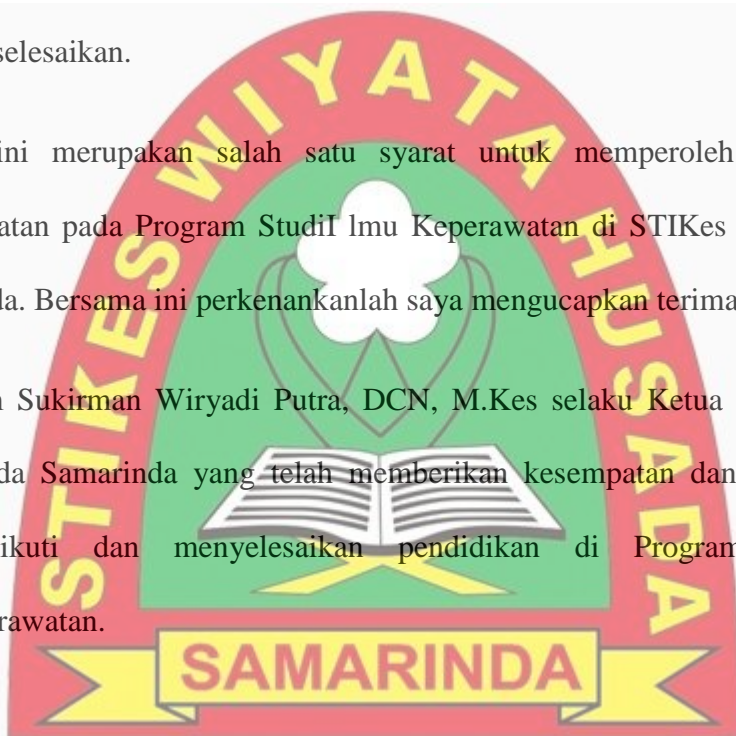 selesaikan.
ini merupakan salah satu syarat untuk memperoleh
atan pada Program StudiI lmu Keperawatan di STIKes
da. Bersama ini perkenankanlah saya mengucapkan terima
n Sukirman Wiryadi Putra, DCN, M.Kes selaku Ketua
da Samarinda yang telah memberikan kesempatan dan
ikuti dan menyelesaikan pendidikan di Program
rawatan.
STIKES WIYATA HUSADA
SAMARINDA